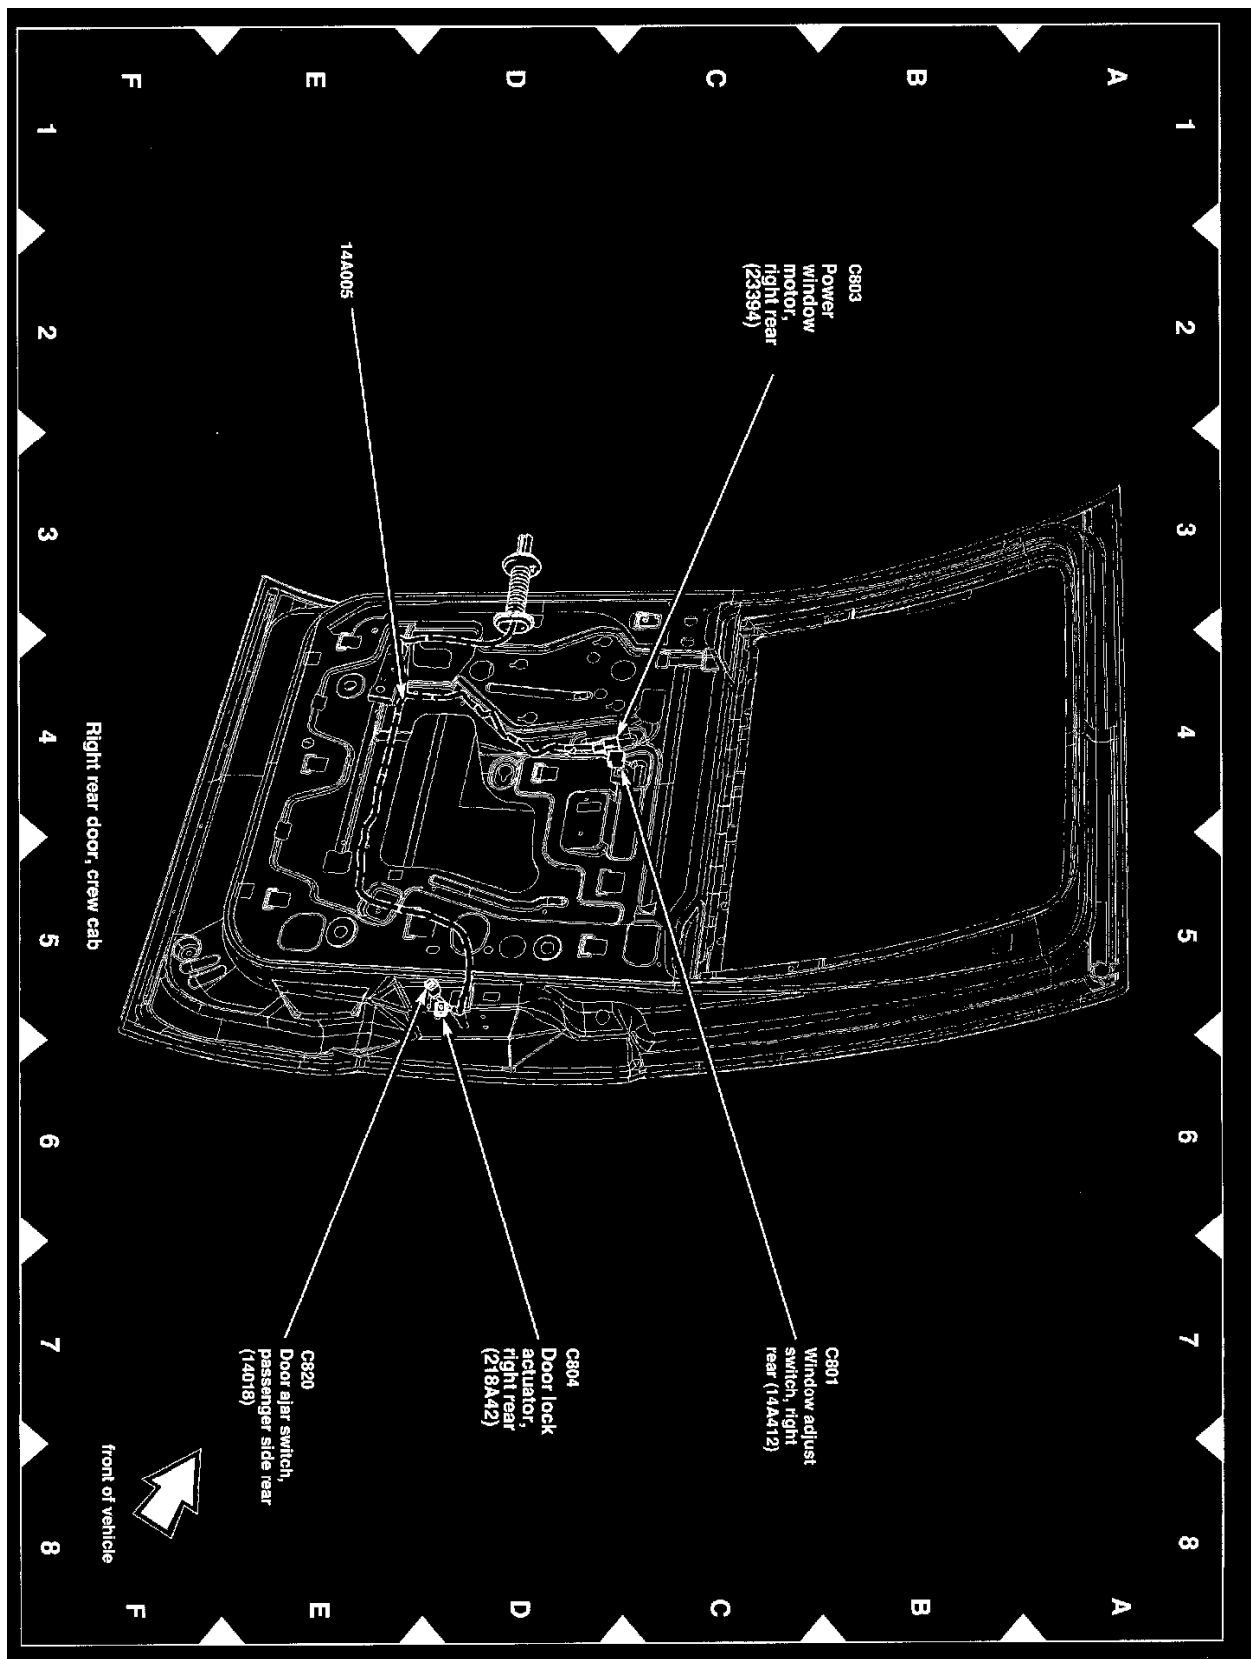 1 2 3 4 5 6 7 8
A
A
B
B
C
C
D
D
E
E
F
F
C803
Power
window
motor,
right rear
(23394)
14A005
C801
Window adjust
switch, right
rear (14A412)
C804
Door lock
actuator,
right rear
(218A42)
C820
Door ajar switch,
passenger side rear
(14018)
front of vehicle
Right rear door, crew cab
1 2 3 4 5 6 7 8